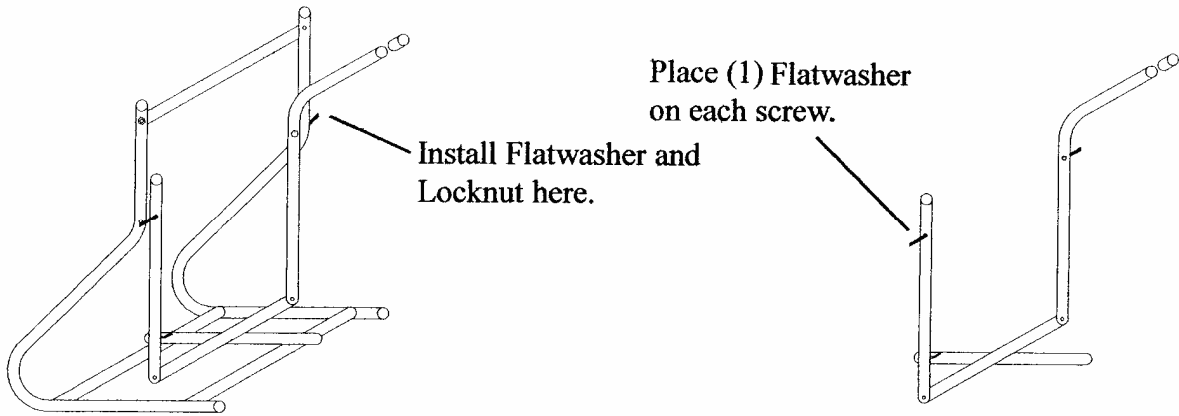 Install Flatwasher and
Locknut here.
Place (1) Flatwasher
on each screw.